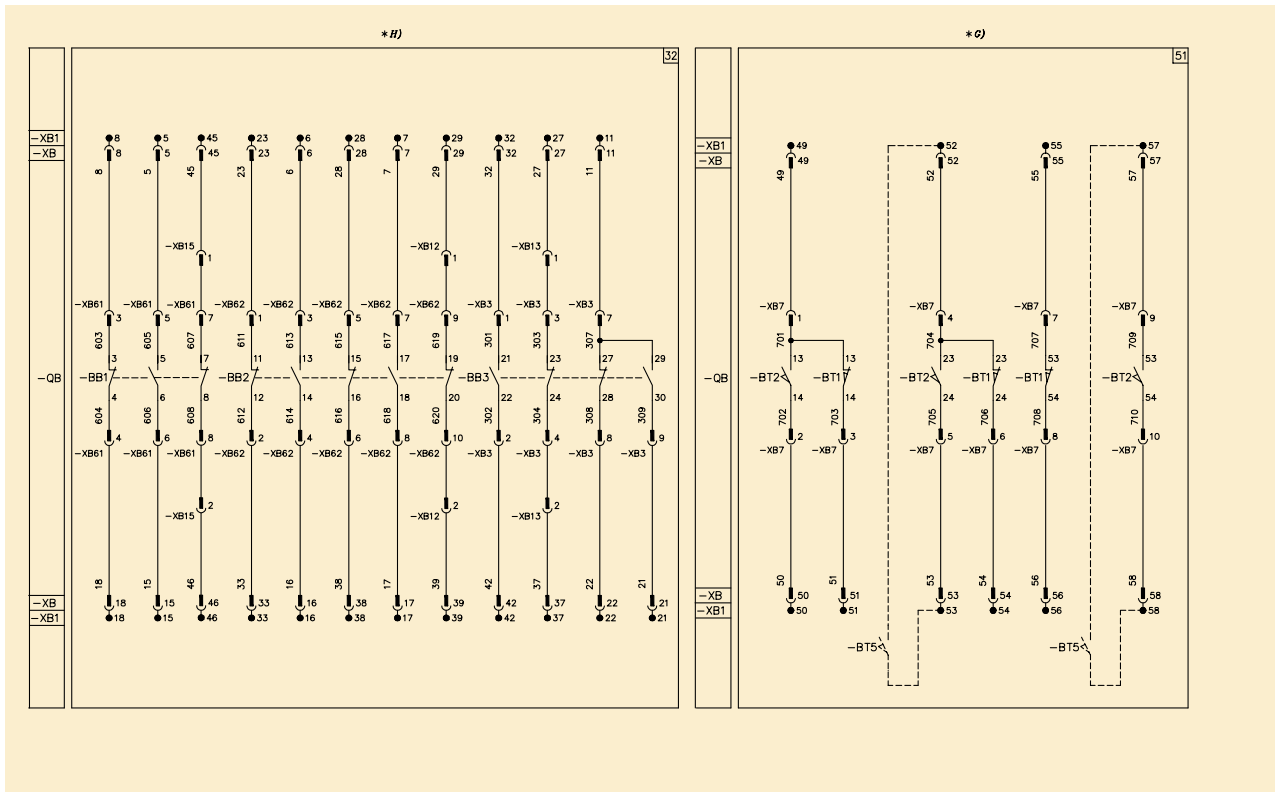 *H) *G)
32 51
-XB1 8 5 45 23 6 28 7 29 32 27 11
-XB 8 5 45 23 6 28 7 29 32 27 11
8 5 45 23 6 28 7 29 32 27 11
-XB1 49 52 55 57
-XB 49 52 55 57
49 52 55 57
-XB15 -XB12 -XB13
1 1 1
-XB61 -XB61 -XB61 -XB62 -XB62 -XB62 -XB62 -XB62 -XB3 -XB3 -XB3
3 5 7 1 3 5 7 9 1 3 7
603 605 607 611 613 615 617 619 301 303 307
-XB7 -XB7 -XB7 -XB7
1 4 7 9
701 704 707 709
3 5 7 11 13 15 17 19 21 23 27 29
13 13 23 23 53 53
-QB -BB1 -BB2 -BB3
-QB -BT2 -BT1 -BT2 -BT1 -BT1 -BT2
4 6 8 12 14 16 18 20 22 24 28 30
14 14 24 24 54 54
604 606 608 612 614 616 618 620 302 304 308 309
702 703 705 706 708 710
4 6 8 2 4 6 8 10 2 4 8 9
2 3 5 6 8 10
-XB61 -XB61 -XB61 -XB62 -XB62 -XB62 -XB62 -XB62 -XB3 -XB3 -XB3 -XB3
-XB7 -XB7 -XB7 -XB7 -XB7 -XB7
2 2 2
-XB15 -XB12 -XB13
18 15 46 33 16 38 17 39 42 37 22 21
50 51 53 54 56 58
-XB 18 15 46 33 16 38 17 39 42 37 22 21
-XB1 18 15 46 33 16 38 17 39 42 37 22 21
-XB 50 51 53 54 56 58
-XB1 50 51 53 54 56 58
-BT5 -BT5